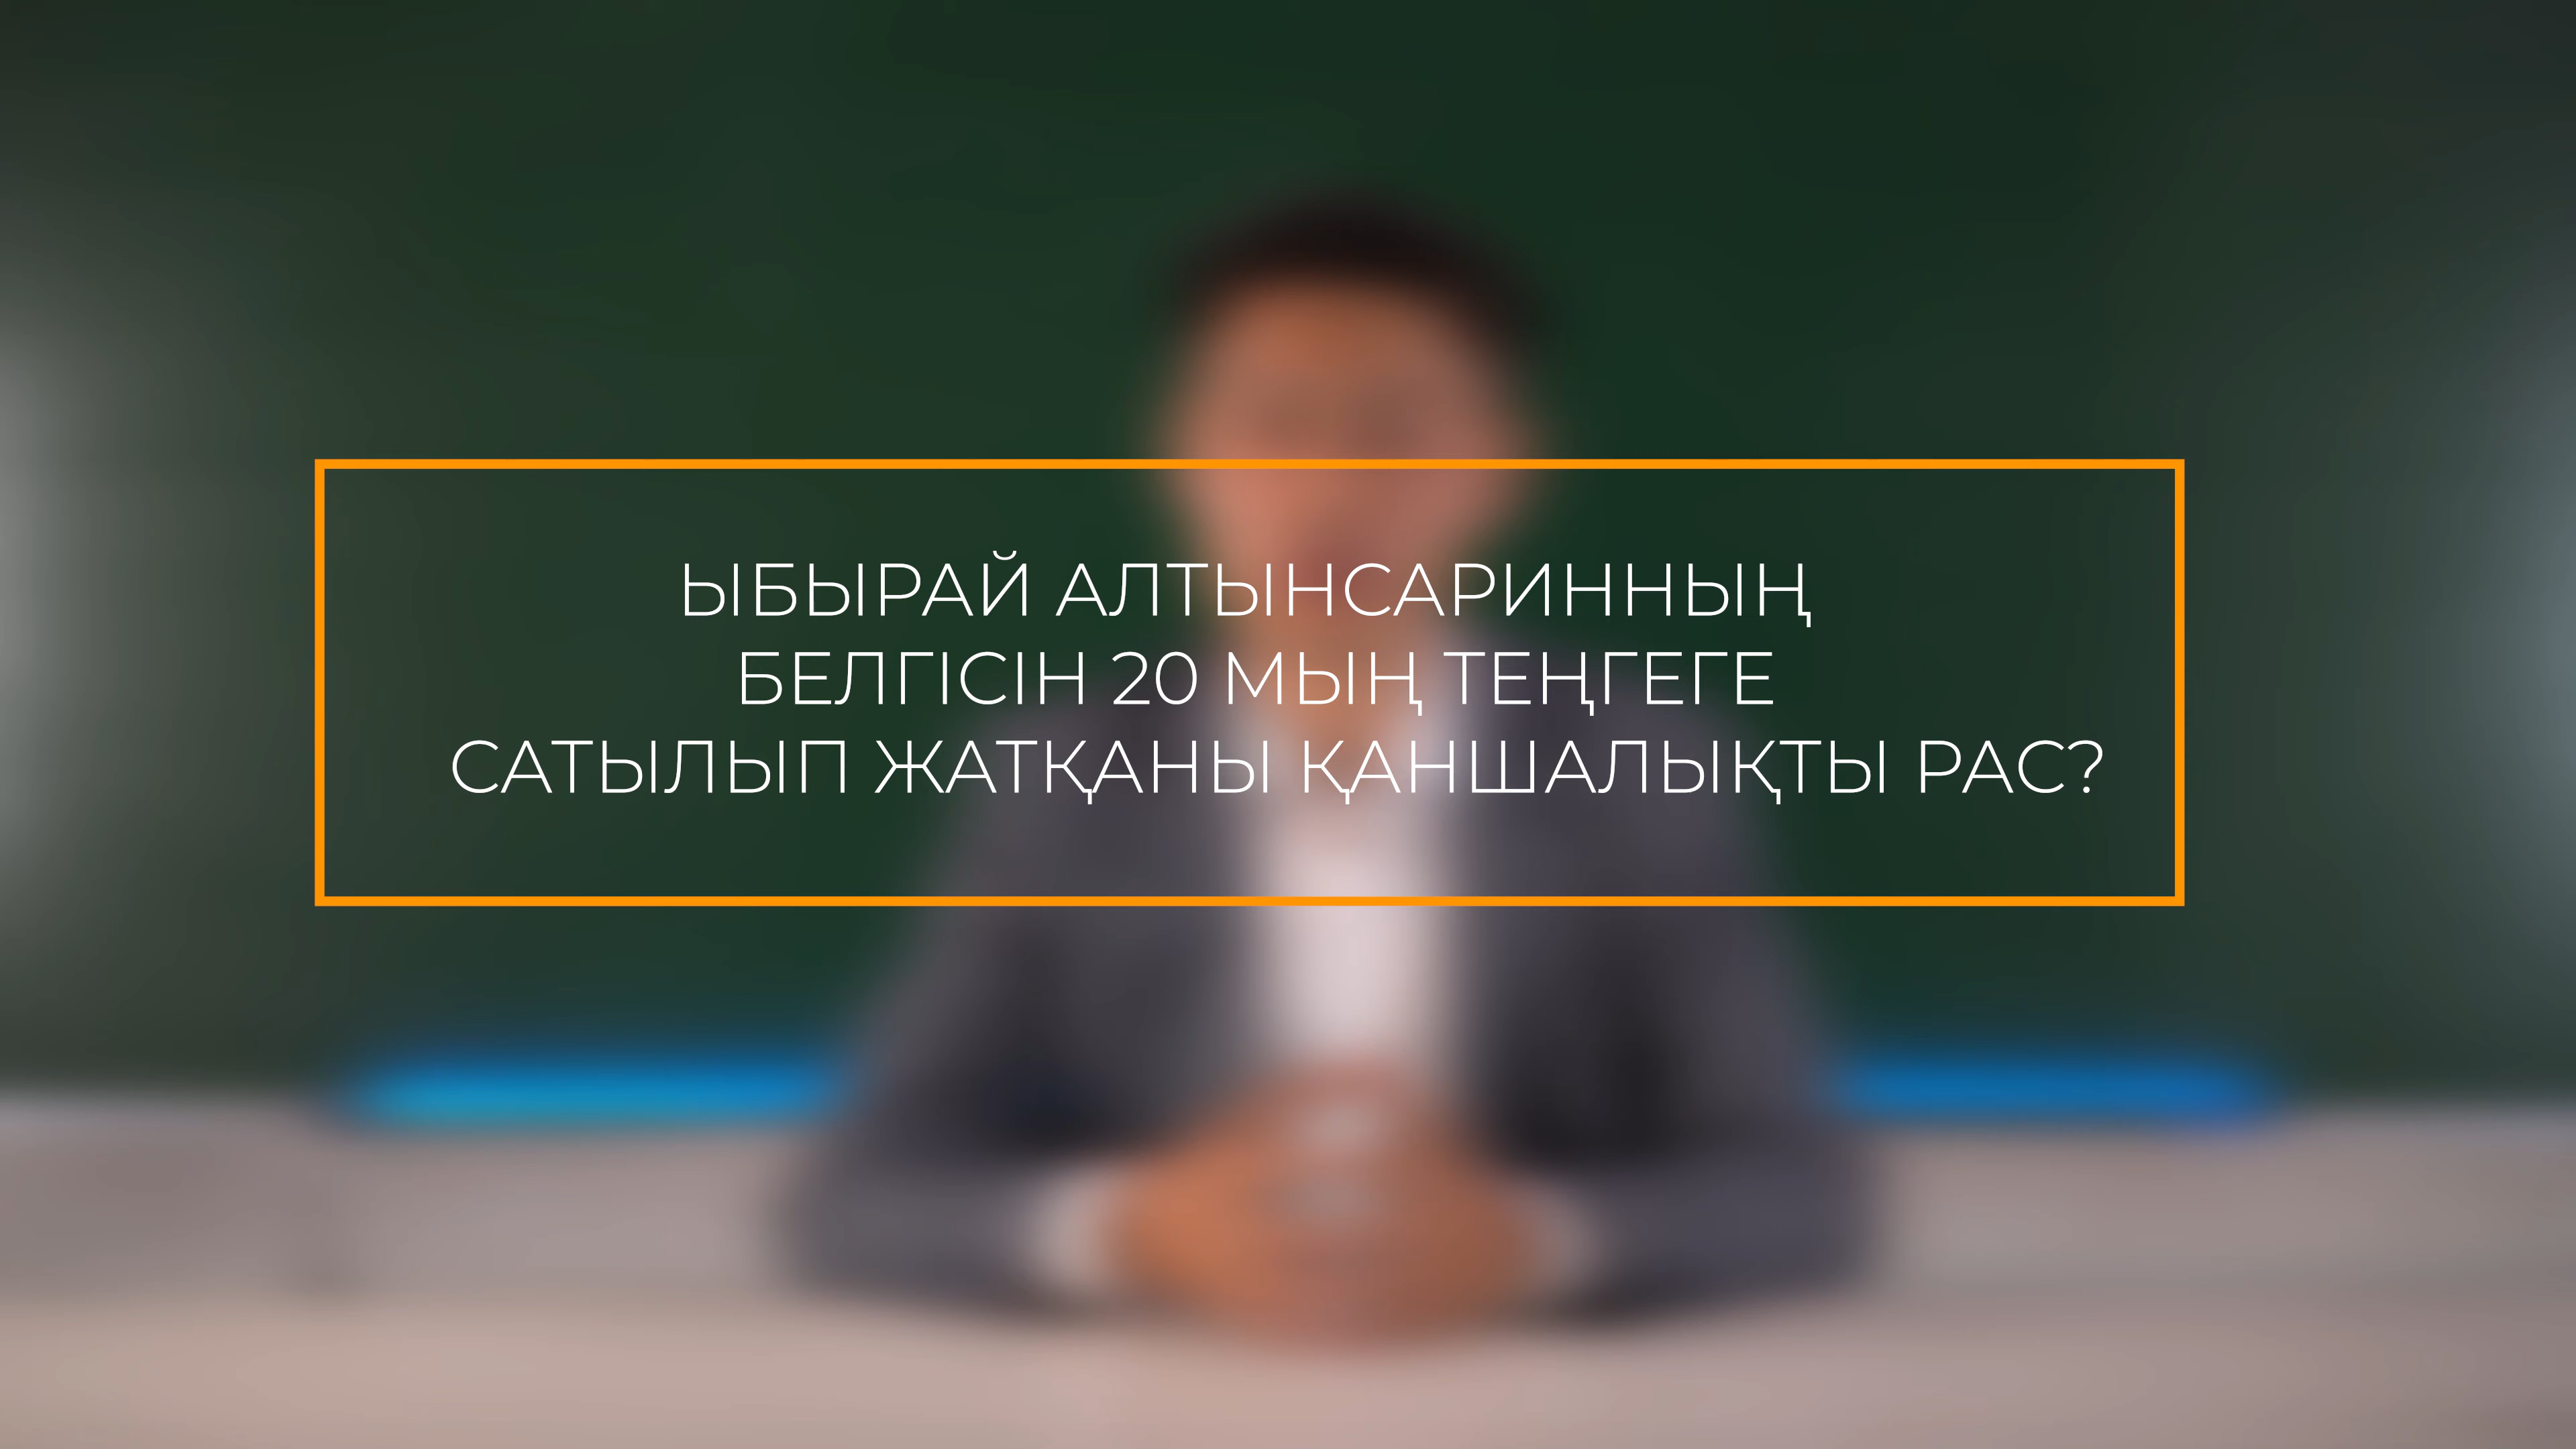 ЫБЫРАЙ АЛТЫНСАРИННЫҢ
БЕЛГІСІН 20 МЫҢ ТЕҢГЕГЕ
САТЫЛЫП ЖАТҚАНЫ ҚАНШАЛЫҚТЫ РАС?